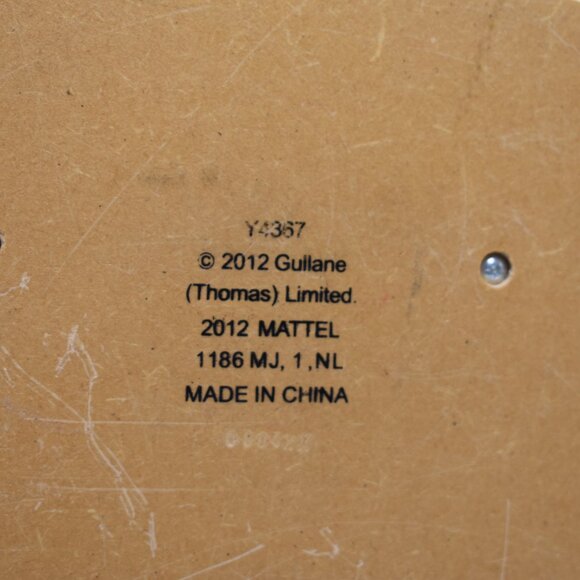 Y4367
© 2012 Gullane
(Thomas) Limited.
2012 MATTEL
1186 MJ, 1 ,NL
MADE IN CHINA